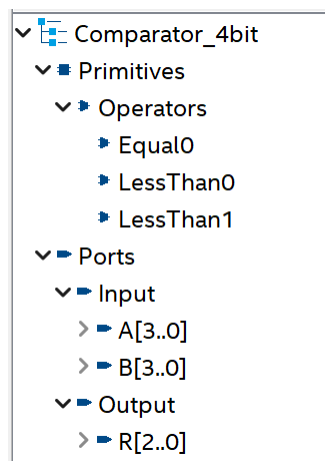 Comparator_4bit
Primitives
Operators
Equal0
LessThan0
LessThan1
Ports
Input
A[3..0]
B[3..0]
Output
R[2..0]